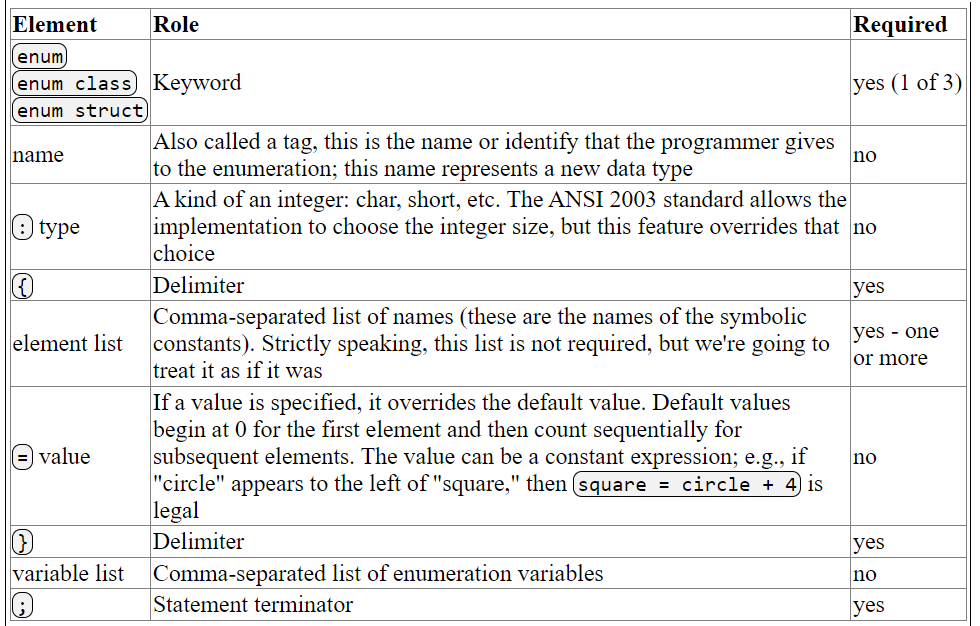 Element Role Required
enum
enum class
enum struct
Keyword
yes (1 of 3)
name
Also called a tag, this is the name or identify that the programmer gives
to the enumeration; this name represents a new data type
no
: type
A kind of an integer: char, short, etc. The ANSI 2003 standard allows the
implementation to choose the integer size, but this feature overrides that
choice
no
{ Delimiter yes
element list
Comma-separated list of names (these are the names of the symbolic
constants). Strictly speaking, this list is not required, but we're going to
treat it as if it was
yes - one
or more
= value
If a value is specified, it overrides the default value. Default values
begin at 0 for the first element and then count sequentially for
subsequent elements. The value can be a constant expression; e.g., if
"circle" appears to the left of "square," then square = circle + 4 is
legal
no
} Delimiter yes
variable list Comma-separated list of enumeration variables no
; Statement terminator yes